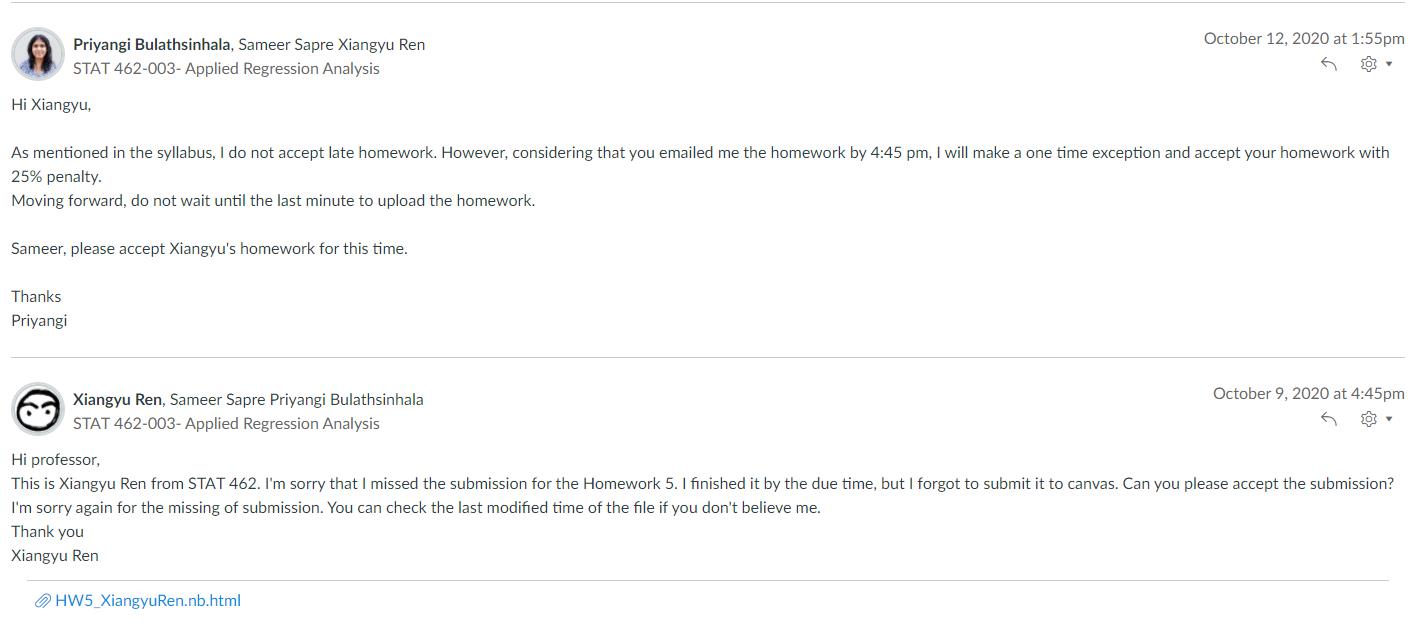 Priyangi Bulathsinhala, Sameer Sapre Xiangyu Ren
October 12, 2020 at 1:55pm
STAT 462-003- Applied Regression Analysis
Hi Xiangyu,
As mentioned in the syllabus, I do not accept late homework. However, considering that you emailed me the homework by 4:45 pm, I will make a one time exception and accept your homework with
25% penalty.
Moving forward, do not wait until the last minute to upload the homework.
Sameer, please accept Xiangyu's homework for this time.
Thanks
Priyangi
Xiangyu Ren, Sameer Sapre Priyangi Bulathsinhala
October 9, 2020 at 4:45pm
STAT 462-003- Applied Regression Analysis
Hi professor,
This is Xiangyu Ren from STAT 462. I'm sorry that I missed the submission for the Homework 5. I finished it by the due time, but I forgot to submit it to canvas. Can you please accept the submission?
I'm sorry again for the missing of submission. You can check the last modified time of the file if you don't believe me.
Thank you
Xiangyu Ren
HW5_XiangyuRen.nb.html